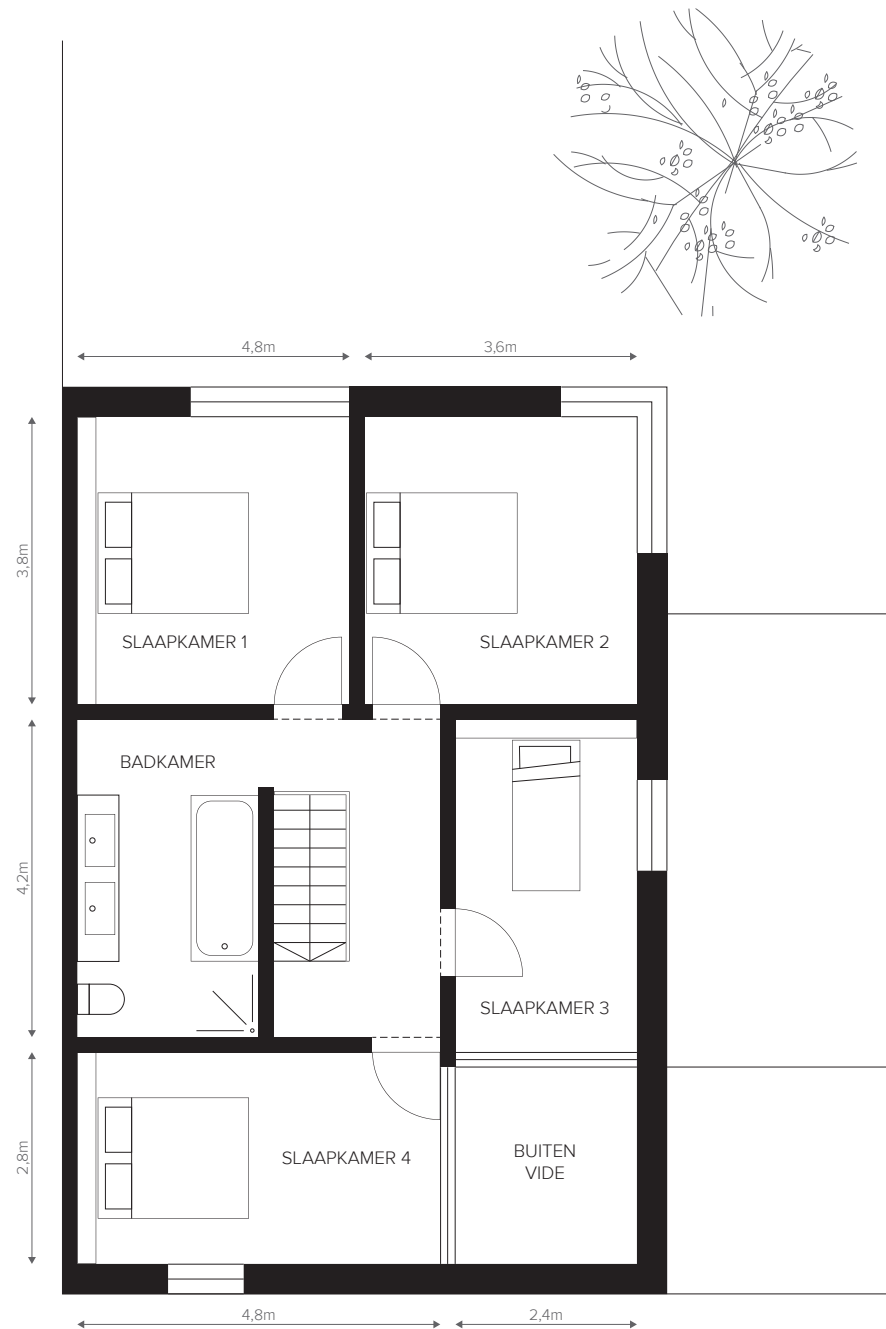 4,8m
3,6m
3,8m
SLAAPKAMER 1
SLAAPKAMER 2
BADKAMER
4,2m
SLAAPKAMER 3
2,8m
SLAAPKAMER 4
BUITEN
VIDE
4,8m
2,4m